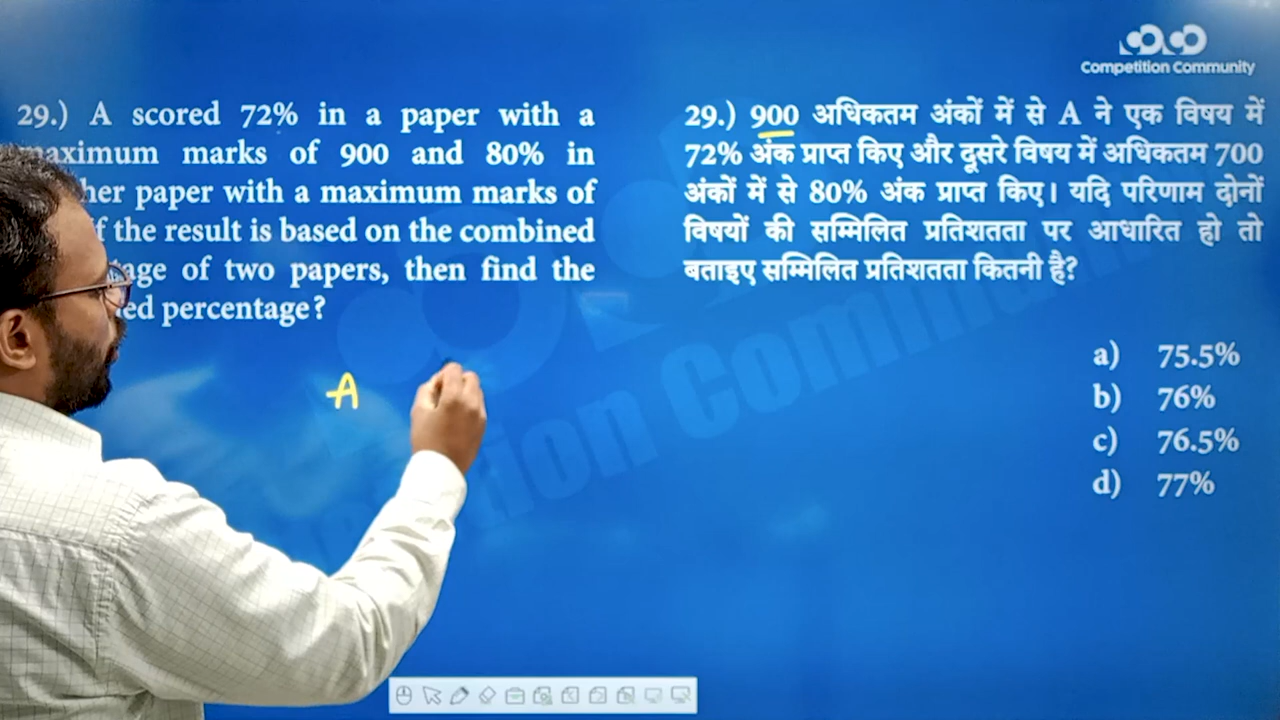 Competition Community
29.) A scored 72% in a paper with a
maximum marks of 900 and 80% in
her paper with a maximum marks of
f the result is based on the combined
age of two papers, then find the
ed percentage?
29.) 900 अधिकतम अंकों में से A ने एक विषय में
72% अंक प्राप्त किए और दूसरे विषय में अधिकतम 700
अंकों में से 80% अंक प्राप्त किए। यदि परिणाम दोनों
विषयों की सम्मिलित प्रतिशतता पर आधारित हो तो
बताइए सम्मिलित प्रतिशतता कितनी है?
a) 75.5%
b) 76%
c) 76.5%
d) 77%
A